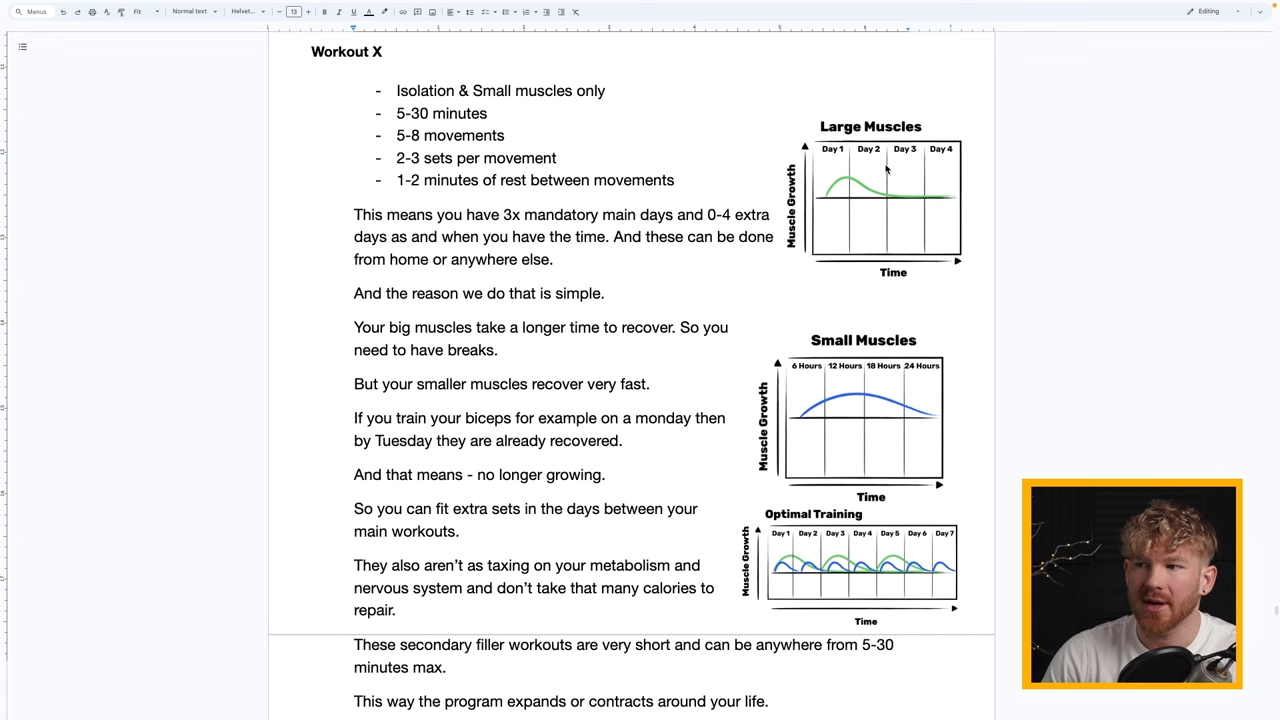 Menus
Fit
Normal text
Helvet...
13
Editing
Workout X
- Isolation & Small muscles only
- 5-30 minutes
- 5-8 movements
- 2-3 sets per movement
- 1-2 minutes of rest between movements
This means you have 3x mandatory main days and 0-4 extra
days as and when you have the time. And these can be done
from home or anywhere else.
And the reason we do that is simple.
Your big muscles take a longer time to recover. So you
need to have breaks.
But your smaller muscles recover very fast.
If you train your biceps for example on a monday then
by Tuesday they are already recovered.
And that means - no longer growing.
So you can fit extra sets in the days between your
main workouts.
They also aren’t as taxing on your metabolism and
nervous system and don’t take that many calories to
repair.
These secondary filler workouts are very short and can be anywhere from 5-30
minutes max.
This way the program expands or contracts around your life.
Large Muscles
Day 1 Day 2 Day 3 Day 4
Muscle Growth
Time
Small Muscles
6 Hours 12 Hours 18 Hours 24 Hours
Muscle Growth
Time
Optimal Training
Day 1 Day 2 Day 3 Day 4 Day 5 Day 6 Day 7
Muscle Growth
Time